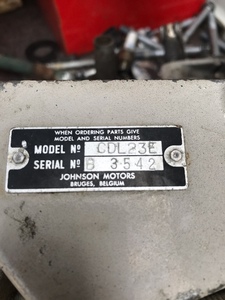 WHEN ORDERING PARTS GIVE
MODEL AND SERIAL NUMBERS
MODEL Nº CDL23E
SERIAL Nº B 3542
JOHNSON MOTORS
BRUGES, BELGIUM